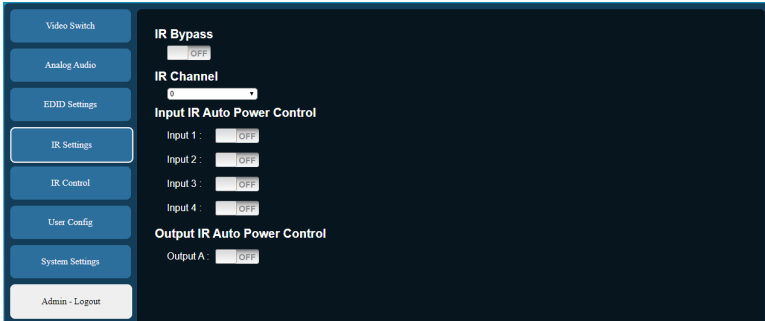 Video Switch
Analog Audio
EDID Settings
IR Settings
IR Control
User Config
System Settings
Admin - Logout
IR Bypass
OFF
IR Channel
0
Input IR Auto Power Control
Input 1 : OFF
Input 2 : OFF
Input 3 : OFF
Input 4 : OFF
Output IR Auto Power Control
Output A : OFF